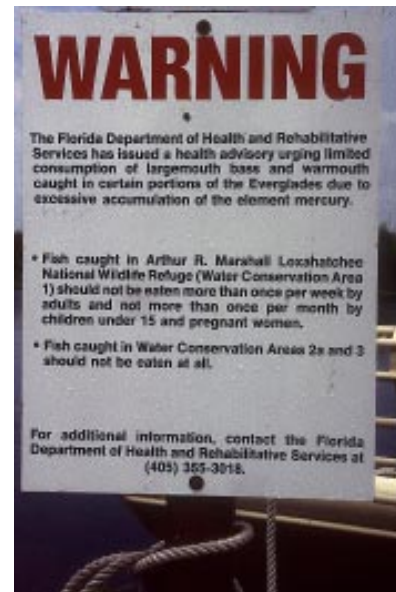 WARNING
The Florida Department of Health and Rehabilitative
Services has issued a health advisory urging limited
consumption of largemouth bass and warmouth
caught in certain portions of the Everglades due to
excessive accumulation of the element mercury.
• Fish caught in Arthur R. Marshall Loxahatchee
National Wildlife Refuge (Water Conservation Area
1) should not be eaten more than once per week by
adults and not more than once per month by
children under 15 and pregnant women.
• Fish caught in Water Conservation Areas 2a and 3
should not be eaten at all.
For additional information, contact the Florida
Department of Health and Rehabilitative Services at
(405) 355-3018.